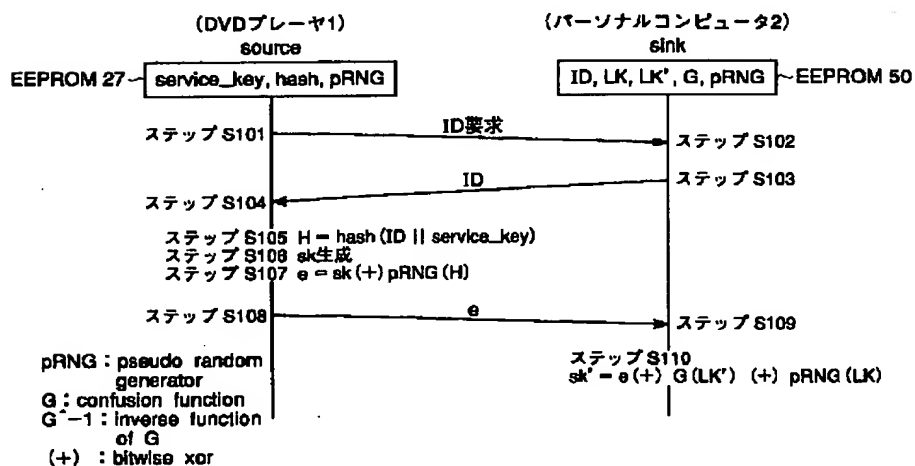 (DVDプレーヤ1)
source
(パーソナルコンピュータ2)
sink
EEPROM 27
service_key, hash, pRNG
ID, LK, LK', G, pRNG
EEPROM 50
ステップ S101
ID要求
ステップ S102
ID
ステップ S103
ステップ S104
ステップ S105 H = hash (ID || service_key)
ステップ S106 sk生成
ステップ S107 e = sk (+) pRNG (H)
ステップ S108
e
ステップ S109
ステップ S110
sk' = e (+) G (LK') (+) pRNG (LK)
pRNG : pseudo random
generator
G : confusion function
G^-1 : inverse function
of G
(+) : bitwise xor